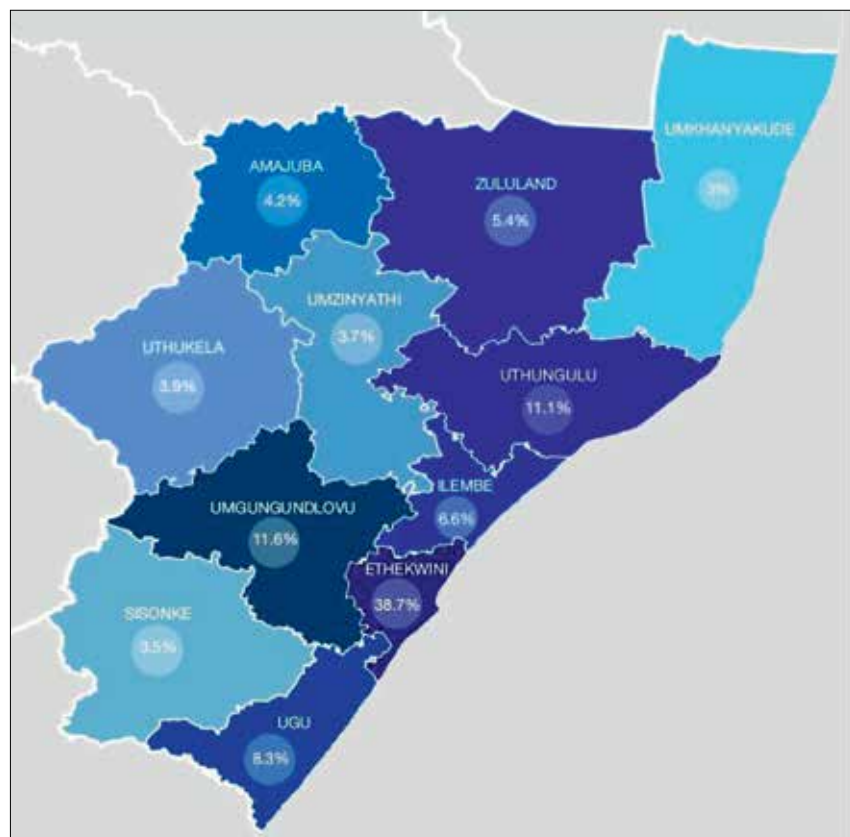 UMKHANYAKUDE
3%
AMAJUBA
4.2%
ZULULAND
5.4%
UMZINYATHI
3.7%
UTHUKELA
3.9%
UTHUNGULU
11.1%
ILEMBE
6.6%
UMGUNGUNDLOVU
11.6%
ETHEKWINI
38.7%
SISONKE
3.5%
UGU
8.3%